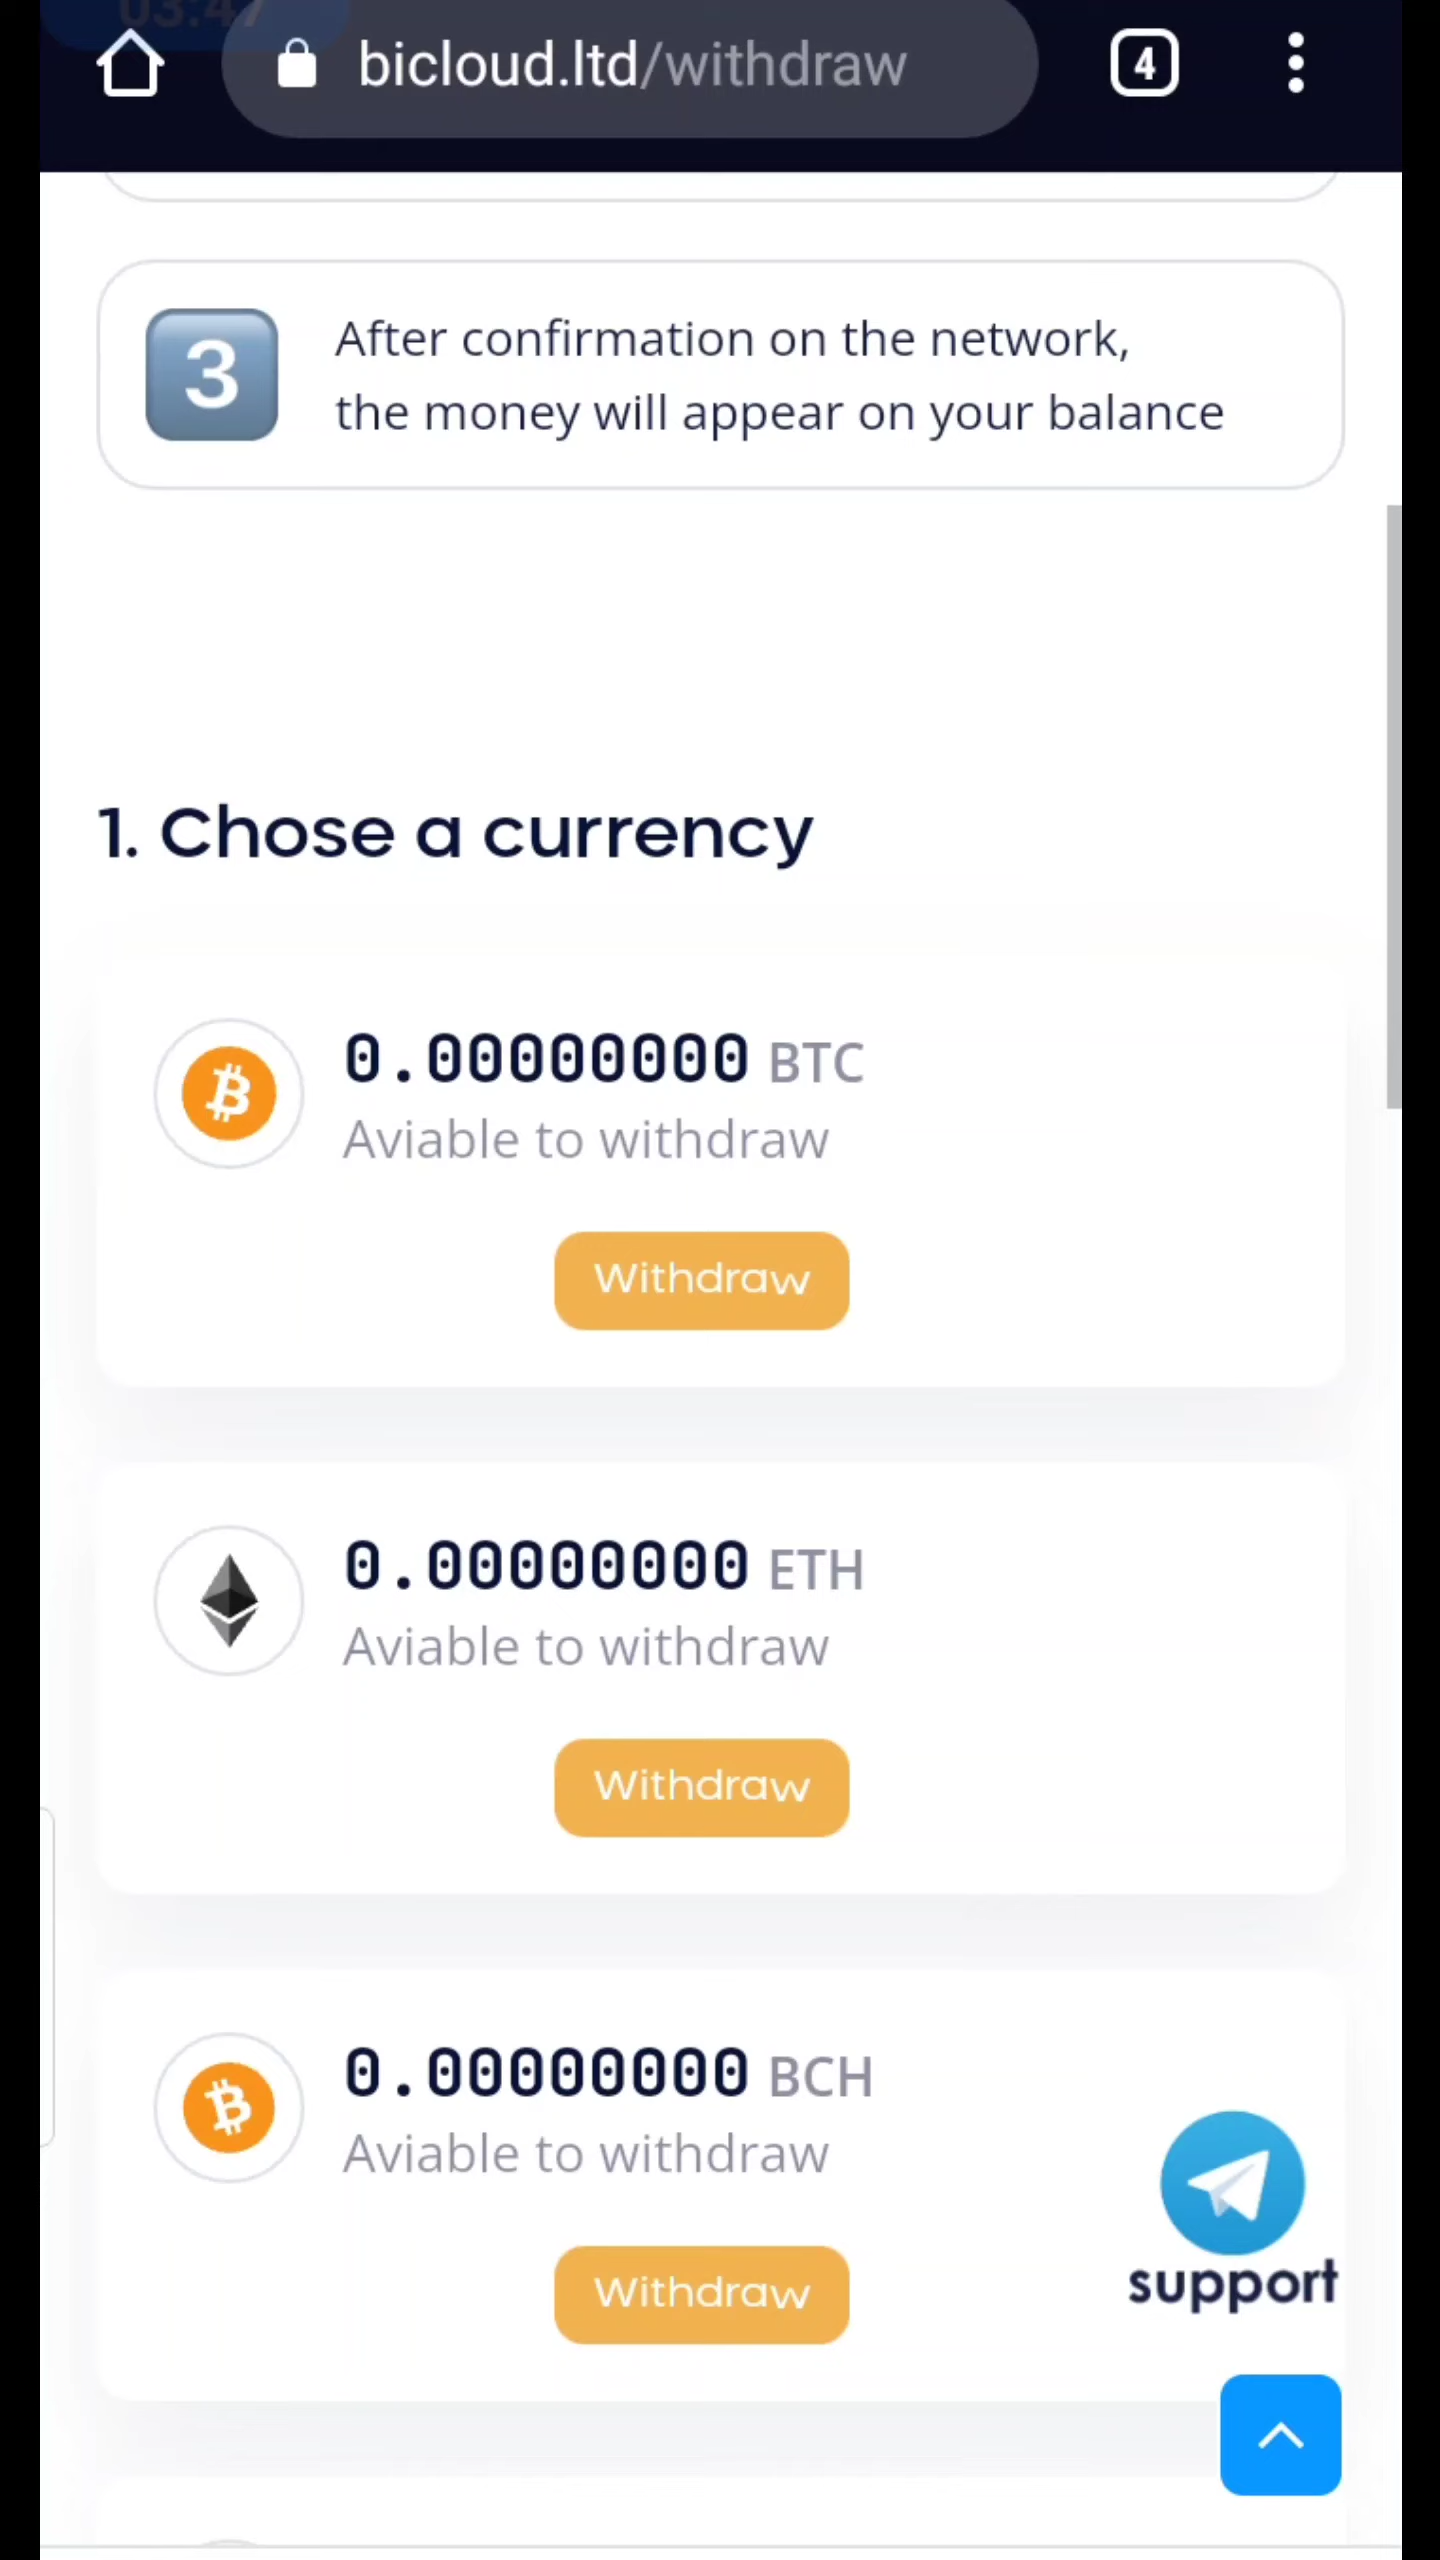 03:47
bicloud.ltd/withdraw
4
3
After confirmation on the network,
the money will appear on your balance
1. Chose a currency
0.00000000 BTC
Aviable to withdraw
Withdraw
0.00000000 ETH
Aviable to withdraw
Withdraw
0.00000000 BCH
Aviable to withdraw
Withdraw
support